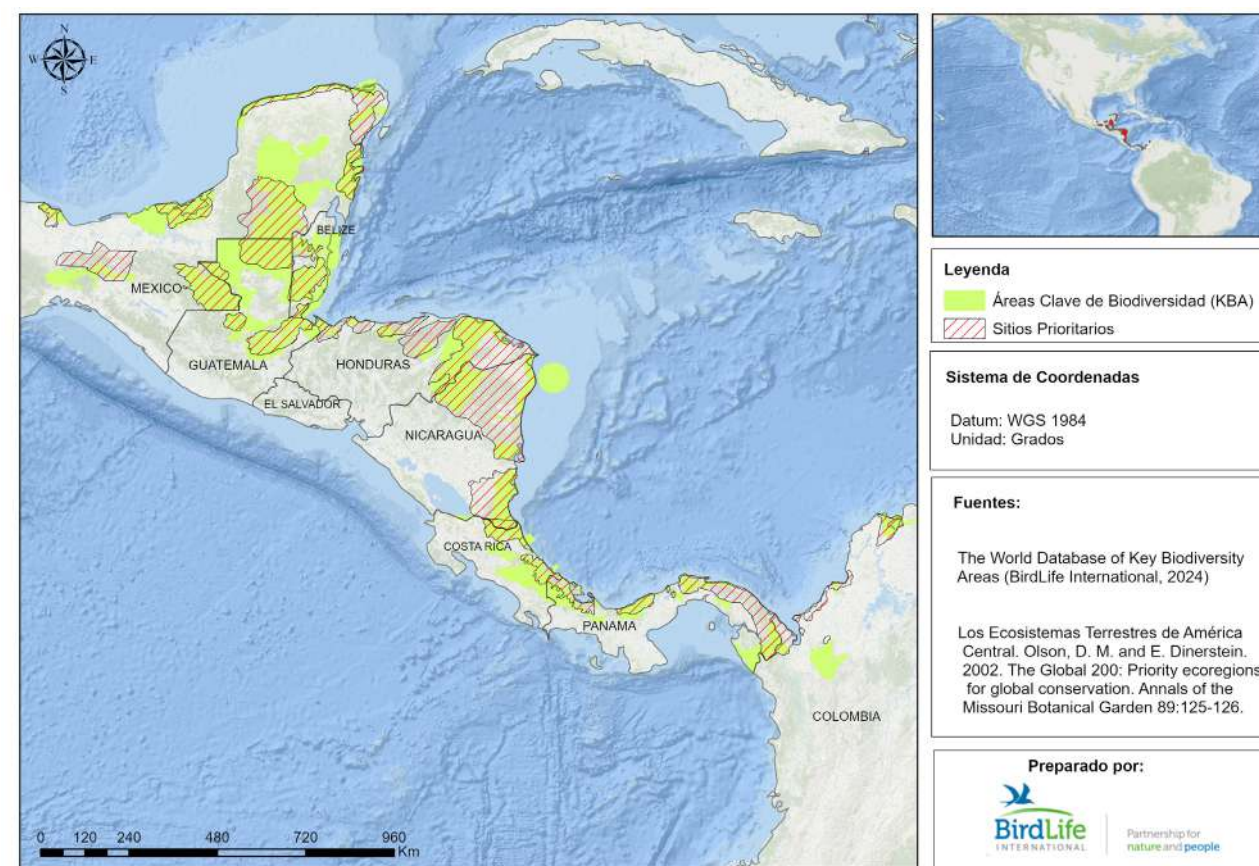 N
W E
S
BELIZE
MEXICO
GUATEMALA
HONDURAS
EL SALVADOR
NICARAGUA
COSTA RICA
PANAMA
COLOMBIA
0 120 240 480 720 960
Km
Leyenda
Áreas Clave de Biodiversidad (KBA)
Sitios Prioritarios
Sistema de Coordenadas
Datum: WGS 1984
Unidad: Grados
Fuentes:
The World Database of Key Biodiversity
Areas (BirdLife International, 2024)
Los Ecosistemas Terrestres de América
Central. Olson, D. M. and E. Dinerstein.
2002. The Global 200: Priority ecoregions
for global conservation. Annals of the
Missouri Botanical Garden 89:125-126.
Preparado por:
BirdLife
INTERNATIONAL
Partnership for
nature and people